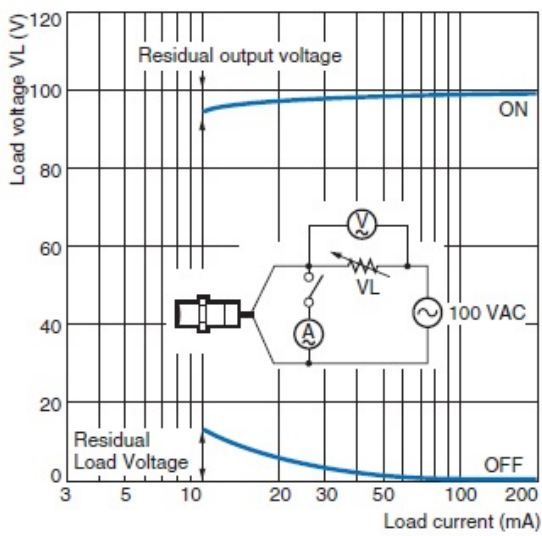 Load voltage VL (V)
120
100
80
60
40
20
0
Residual output voltage
ON
V
VL
A
100 VAC
Residual
Load Voltage
OFF
3 5 10 20 30 50 100 200
Load current (mA)